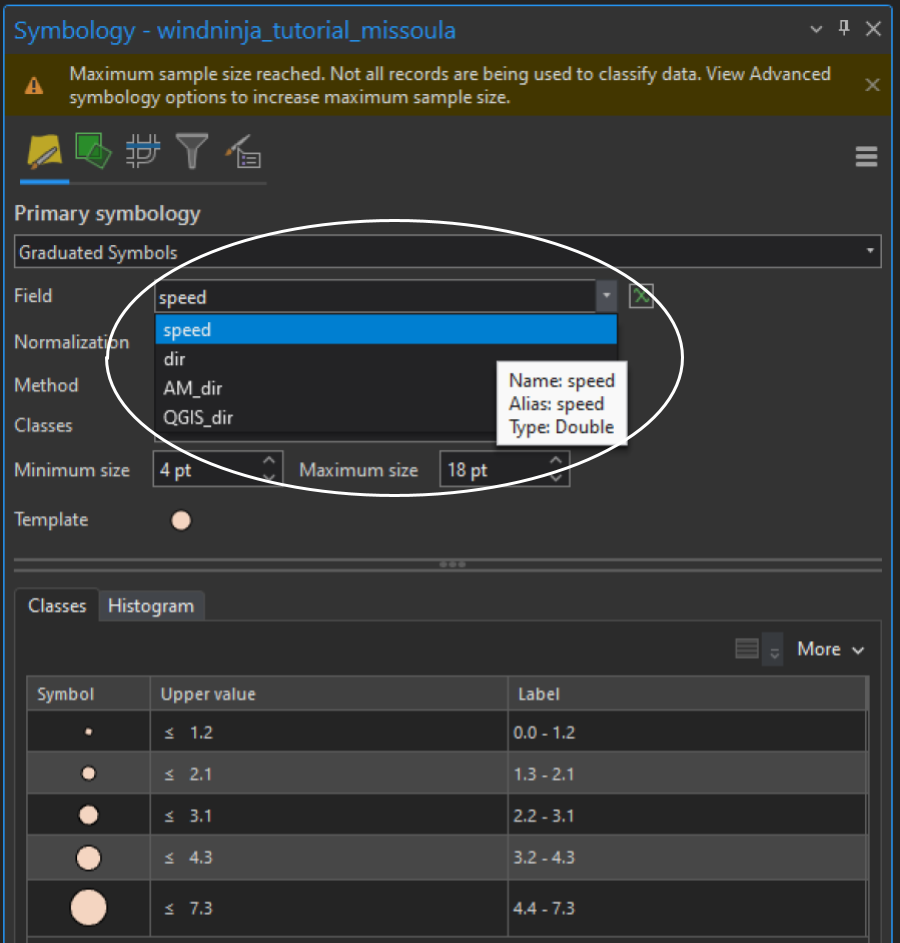 Symbology - windninja_tutorial_missoula
Maximum sample size reached. Not all records are being used to classify data. View Advanced
symbology options to increase maximum sample size.
Primary symbology
Graduated Symbols
Field speed
speed
Normalization
dir
Name: speed
Method
AM_dir
Alias: speed
Classes
QGIS_dir
Type: Double
Minimum size 4 pt Maximum size 18 pt
Template
Classes Histogram
More
Symbol Upper value Label
≤ 1.2 0.0 - 1.2
≤ 2.1 1.3 - 2.1
≤ 3.1 2.2 - 3.1
≤ 4.3 3.2 - 4.3
≤ 7.3 4.4 - 7.3